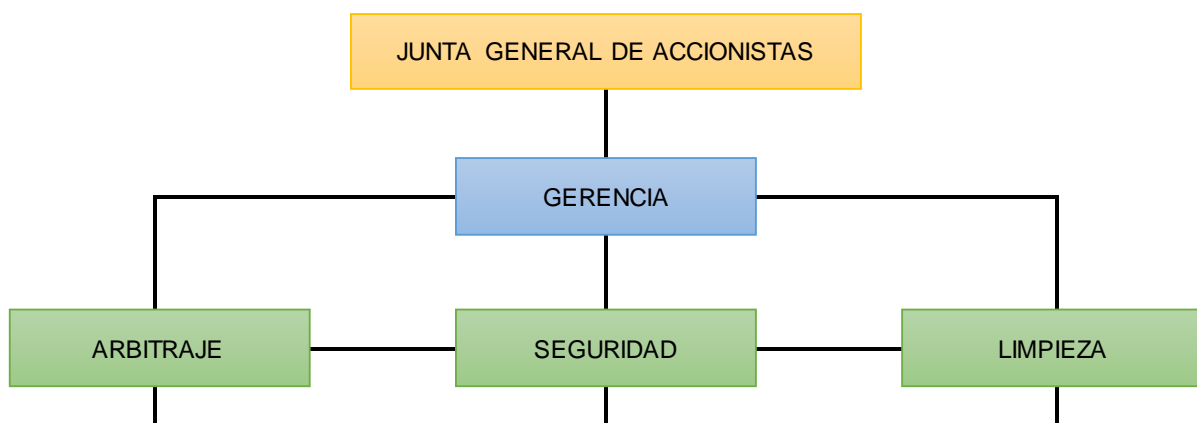 JUNTA GENERAL DE ACCIONISTAS
GERENCIA
ARBITRAJE
SEGURIDAD
LIMPIEZA